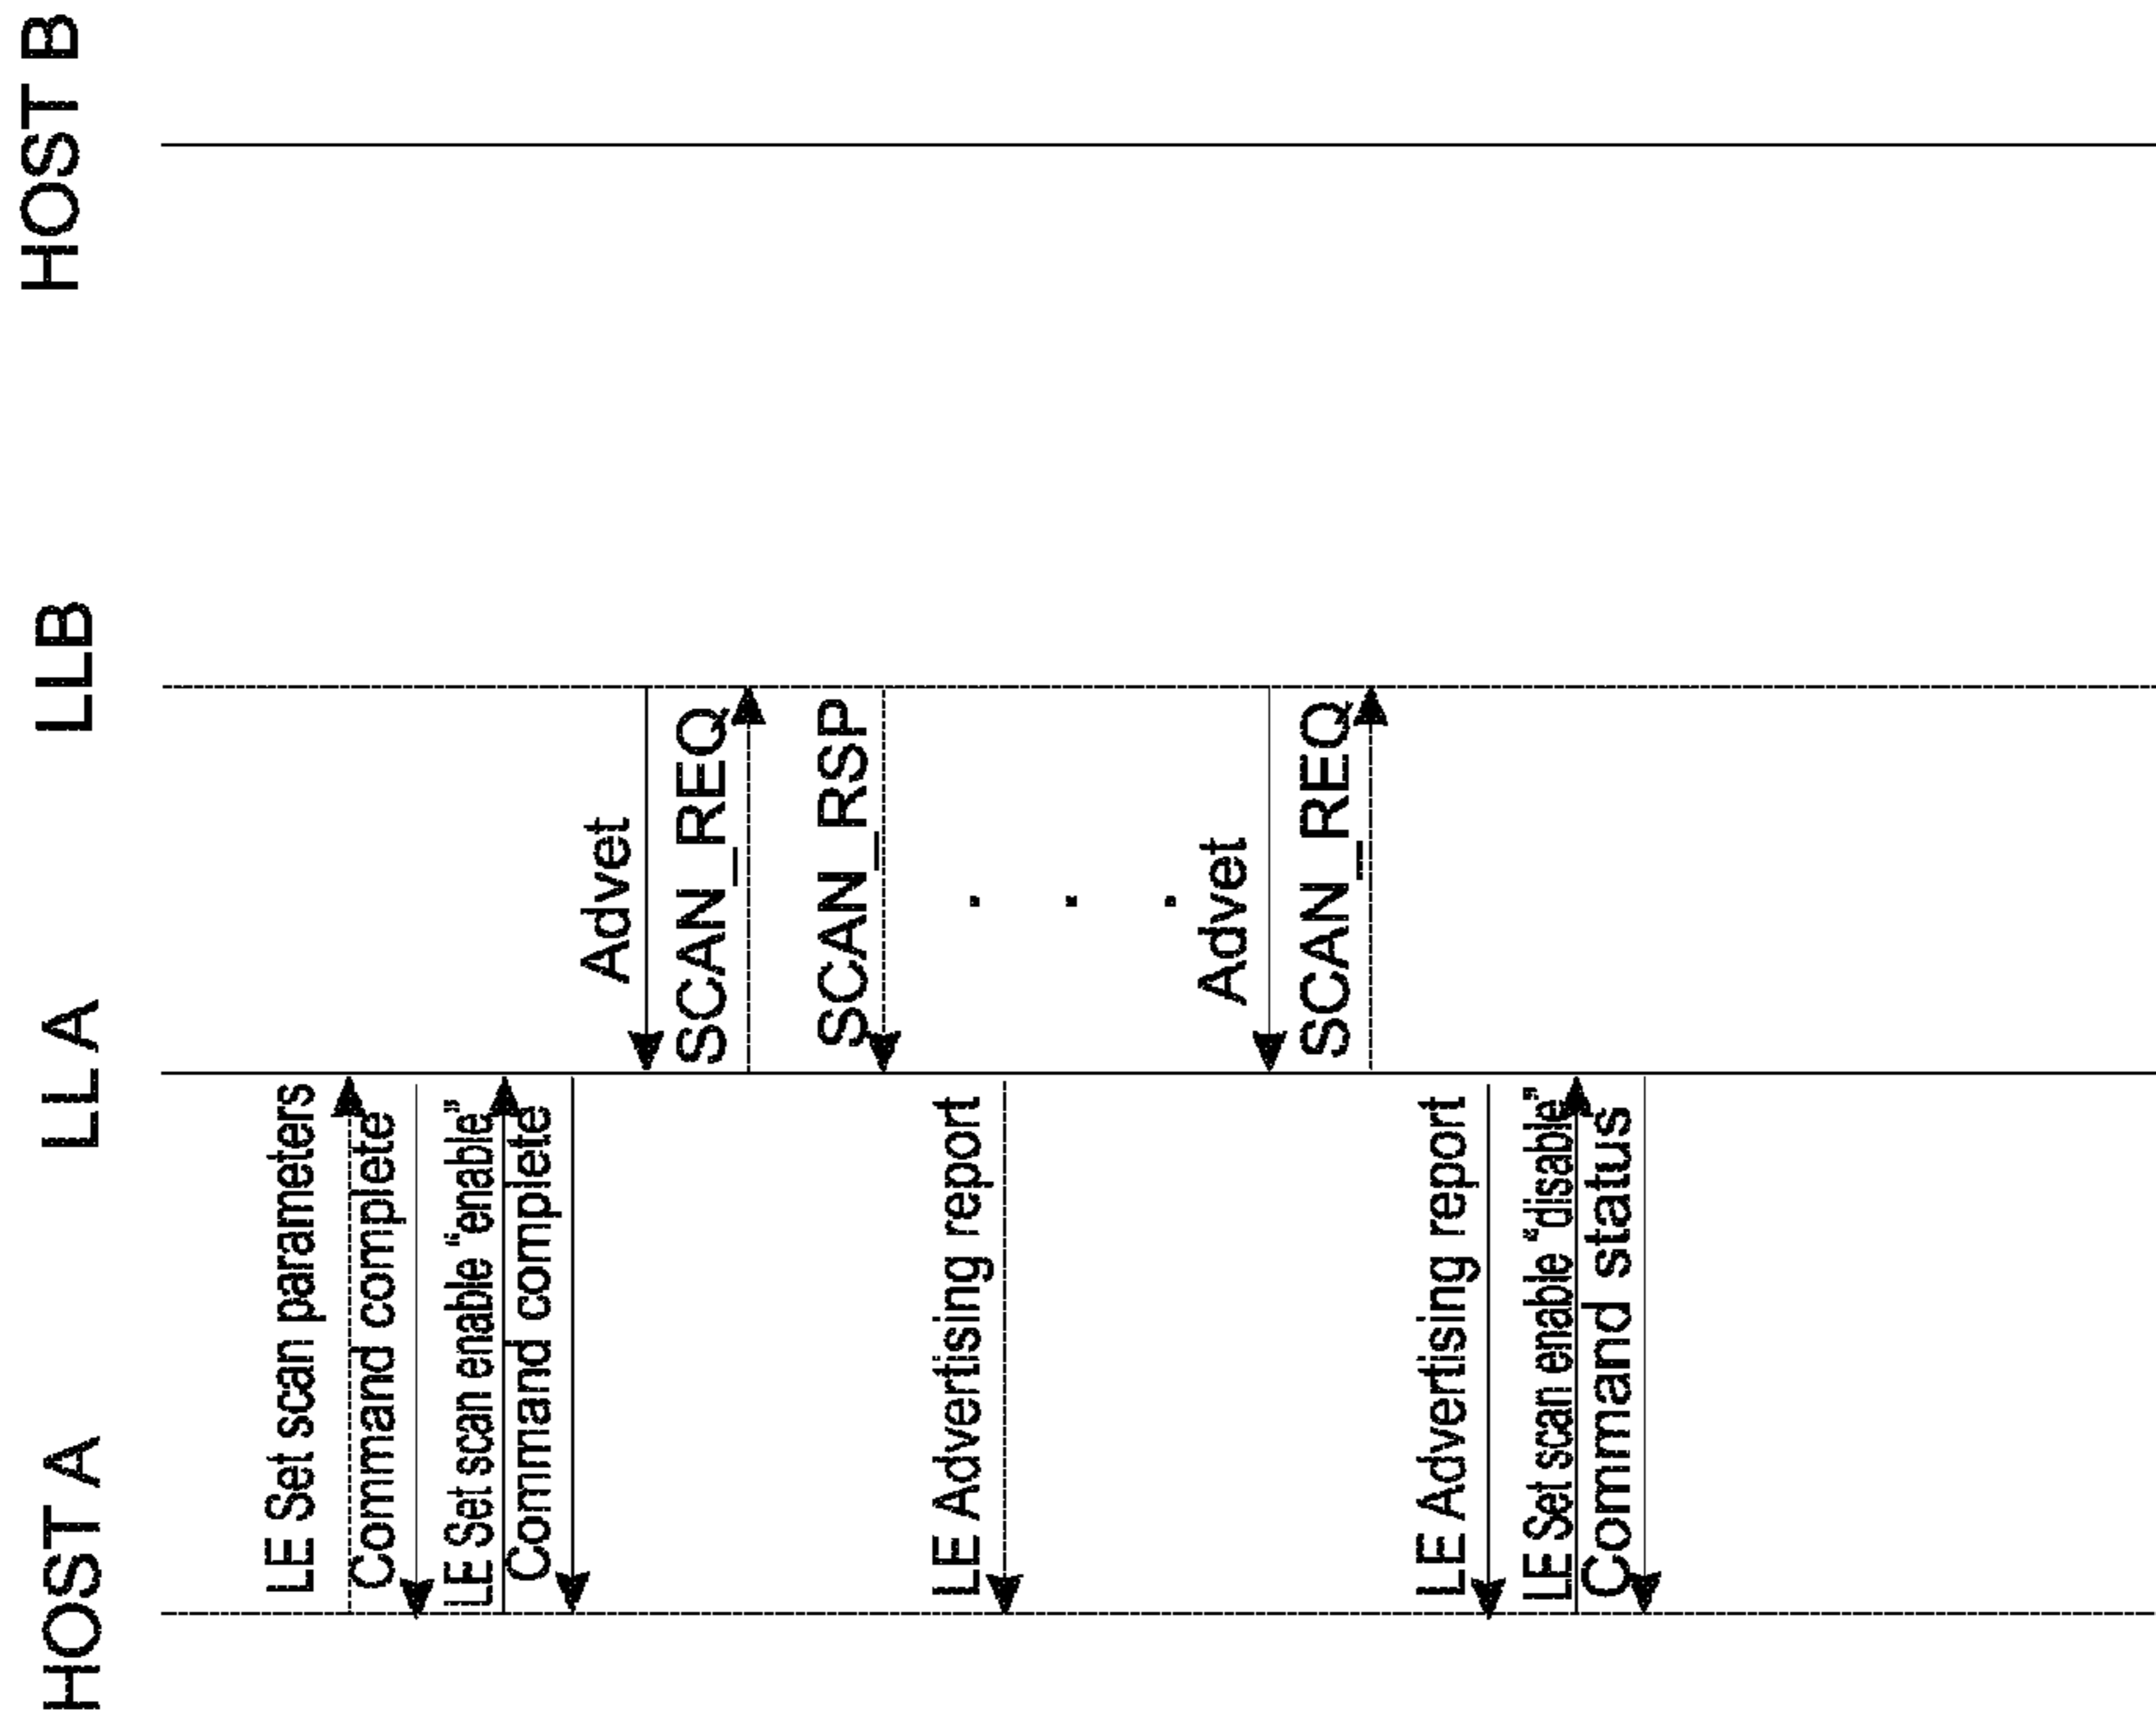 HOST A
LL A
LLB
HOST B
LE Set scan parameters
Command complete
LE Set scan enable “enable”
Command complete
Advet
SCAN_REQ
SCAN_RSP
LE Advertising report
.
.
.
Advet
SCAN_REQ
LE Advertising report
LE Set scan enable “disable”
Command status